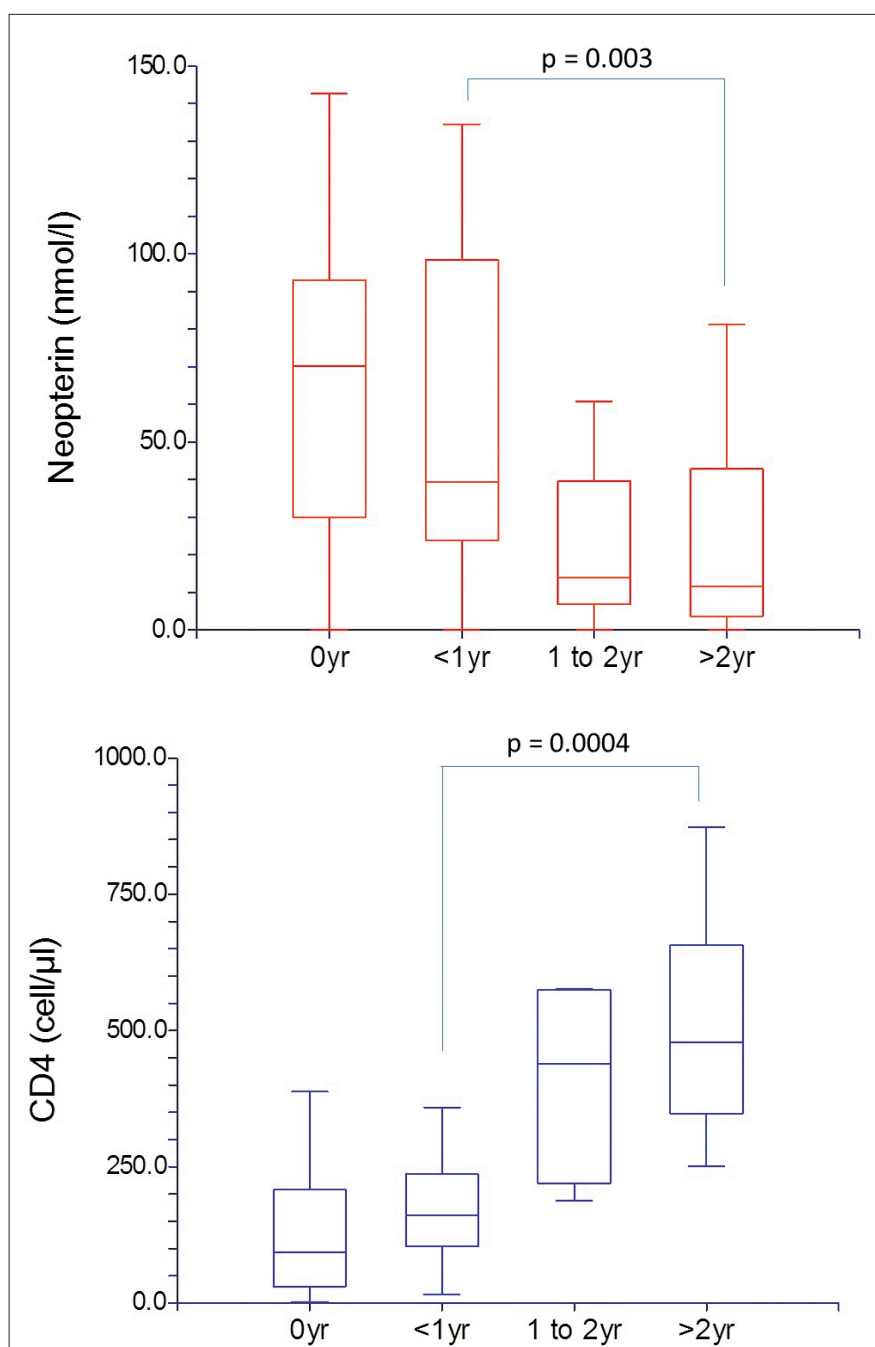 p = 0.003
150.0
100.0
50.0
0.0
Neopterin (nmol/l)
0yr <1yr 1 to 2yr >2yr
p = 0.0004
1000.0
750.0
500.0
250.0
0.0
CD4 (cell/µl)
0yr <1yr 1 to 2yr >2yr